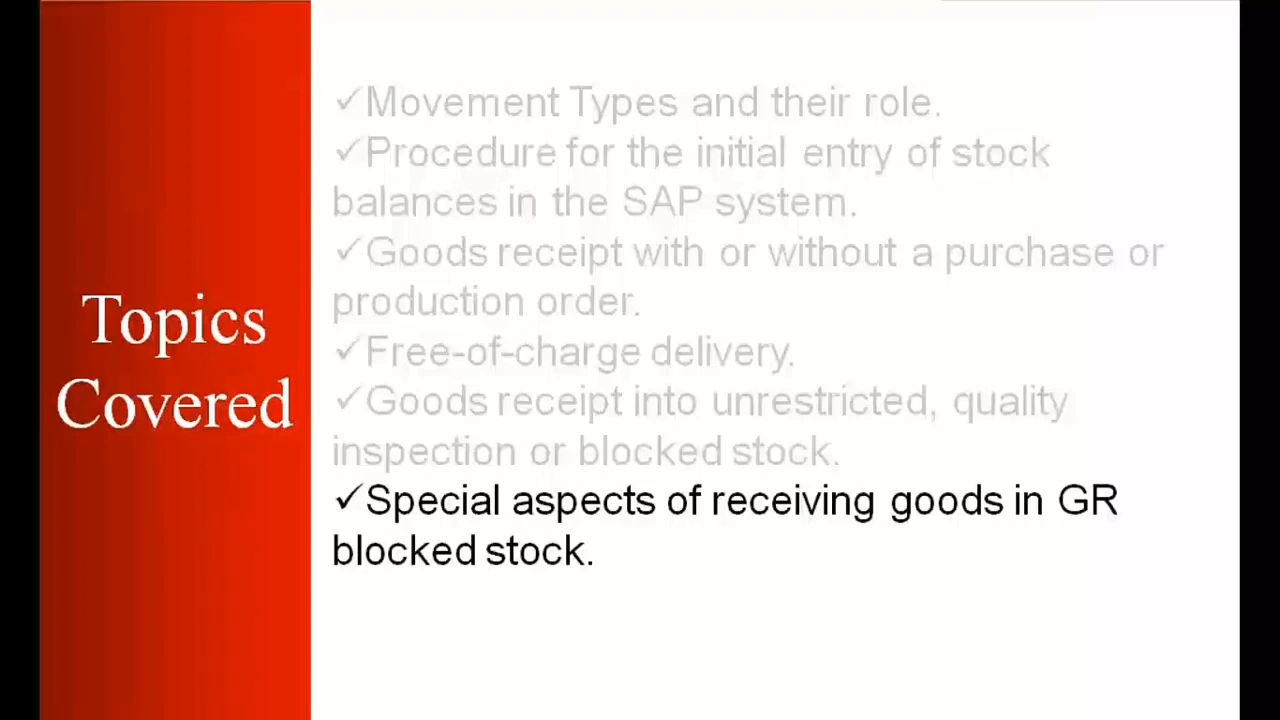 Topics
Covered
✓Movement Types and their role.
✓Procedure for the initial entry of stock
balances in the SAP system.
✓Goods receipt with or without a purchase or
production order.
✓Free-of-charge delivery.
✓Goods receipt into unrestricted, quality
inspection or blocked stock.
✓Special aspects of receiving goods in GR
blocked stock.